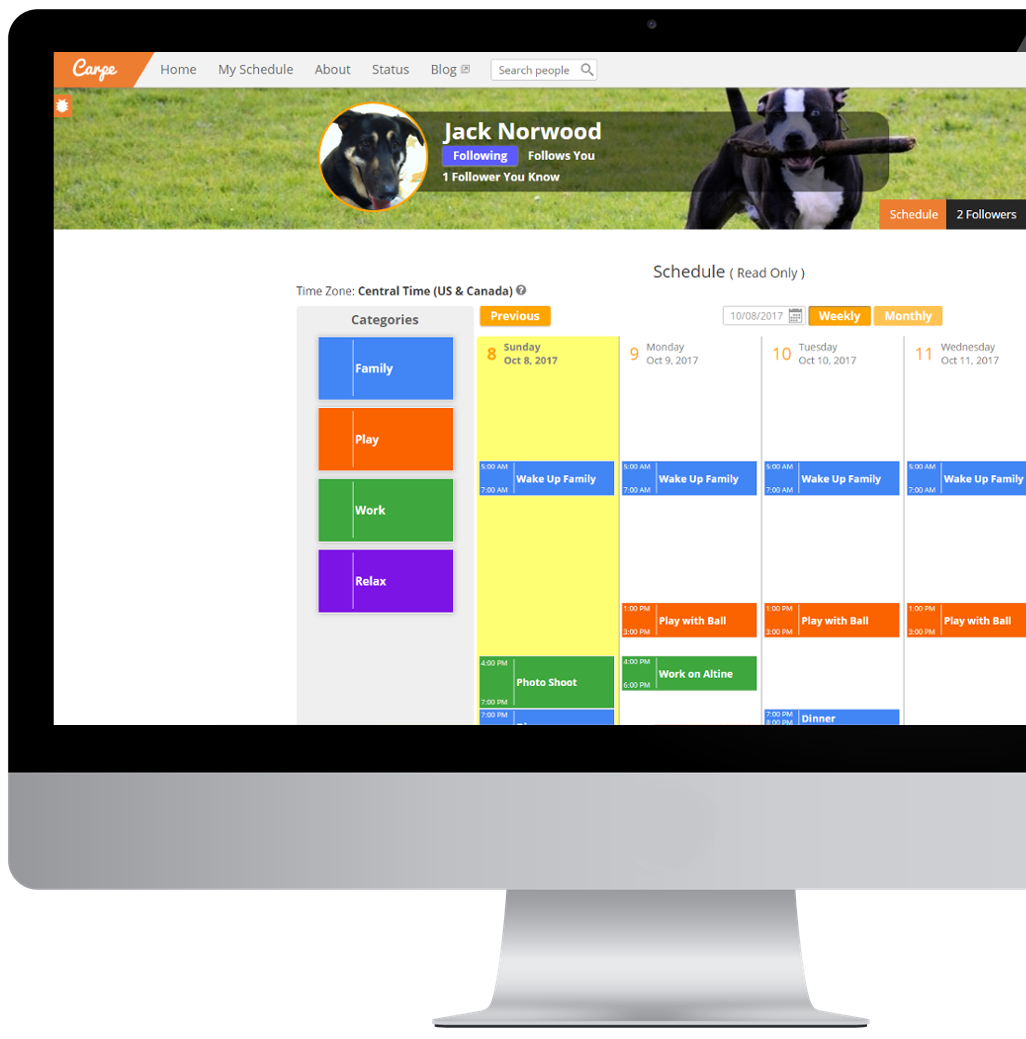 Carpe
Home My Schedule About Status Blog Search people
Jack Norwood
Following Follows You
1 Follower You Know
Schedule 2 Followers
Schedule ( Read Only )
Time Zone: Central Time (US & Canada)
Categories
Previous 10/08/2017 Weekly Monthly
8 Sunday Oct 8, 2017
9 Monday Oct 9, 2017
10 Tuesday Oct 10, 2017
11 Wednesday Oct 11, 2017
Family
Play
Work
Relax
5:00 AM Wake Up Family 7:00 AM
5:00 AM Wake Up Family 7:00 AM
5:00 AM Wake Up Family 7:00 AM
5:00 AM Wake Up Family 7:00 AM
1:00 PM Play with Ball 3:00 PM
1:00 PM Play with Ball 3:00 PM
1:00 PM Play with Ball 3:00 PM
4:00 PM Photo Shoot 7:00 PM
4:00 PM Work on Altine 6:00 PM
7:00 PM
7:00 PM Dinner 8:00 PM